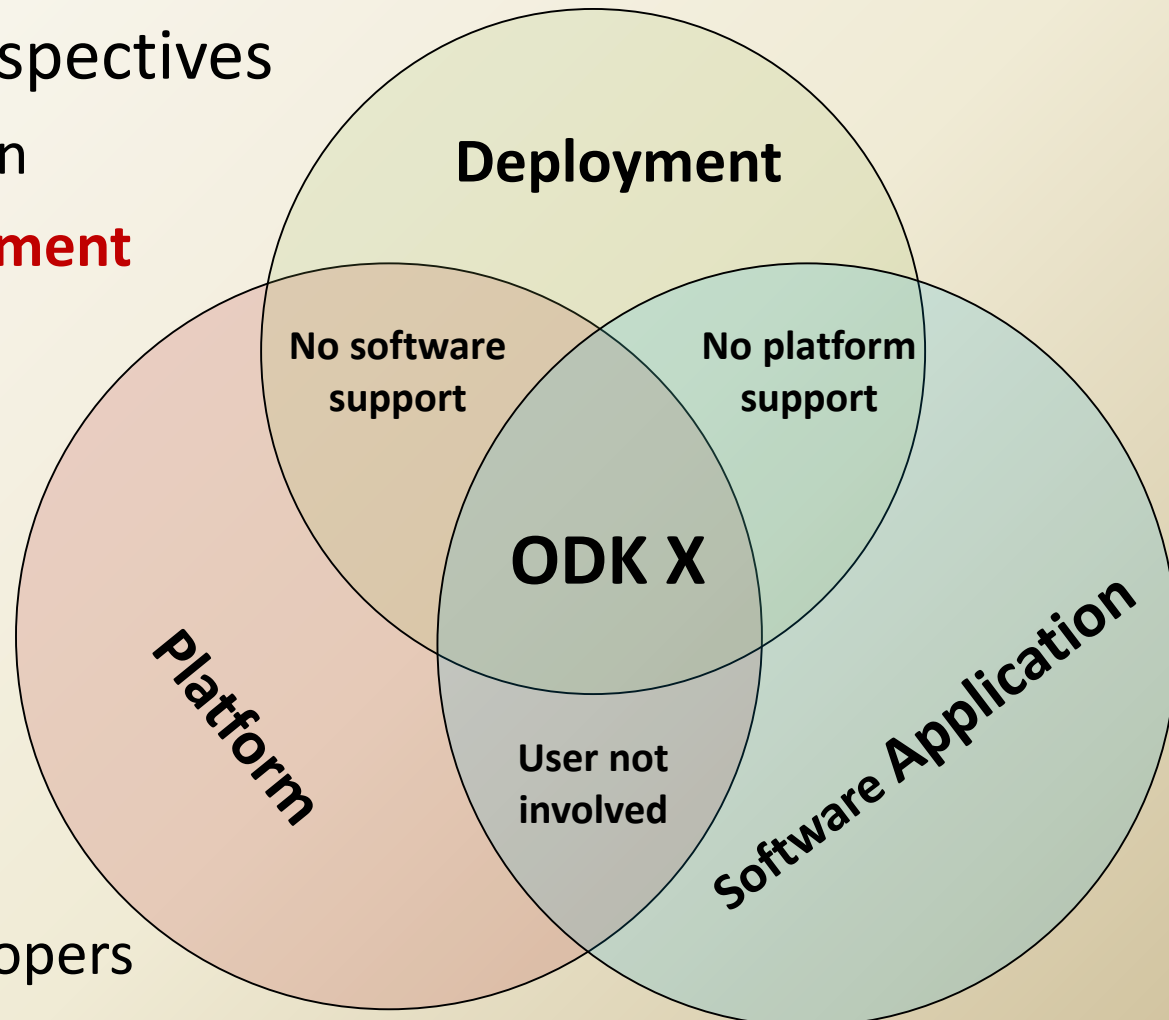 spectives
n
ment
Deployment
No software
support
No platform
support
ODK X
Platform
Software Application
User not
involved
opers